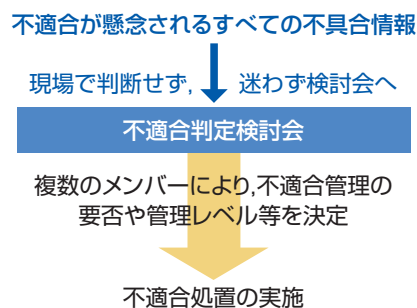 不適合が懸念されるすべての不具合情報
現場で判断せず, 迷わず検討会へ
不適合判定検討会
複数のメンバーにより,不適合管理の
要否や管理レベル等を決定
不適合処置の実施